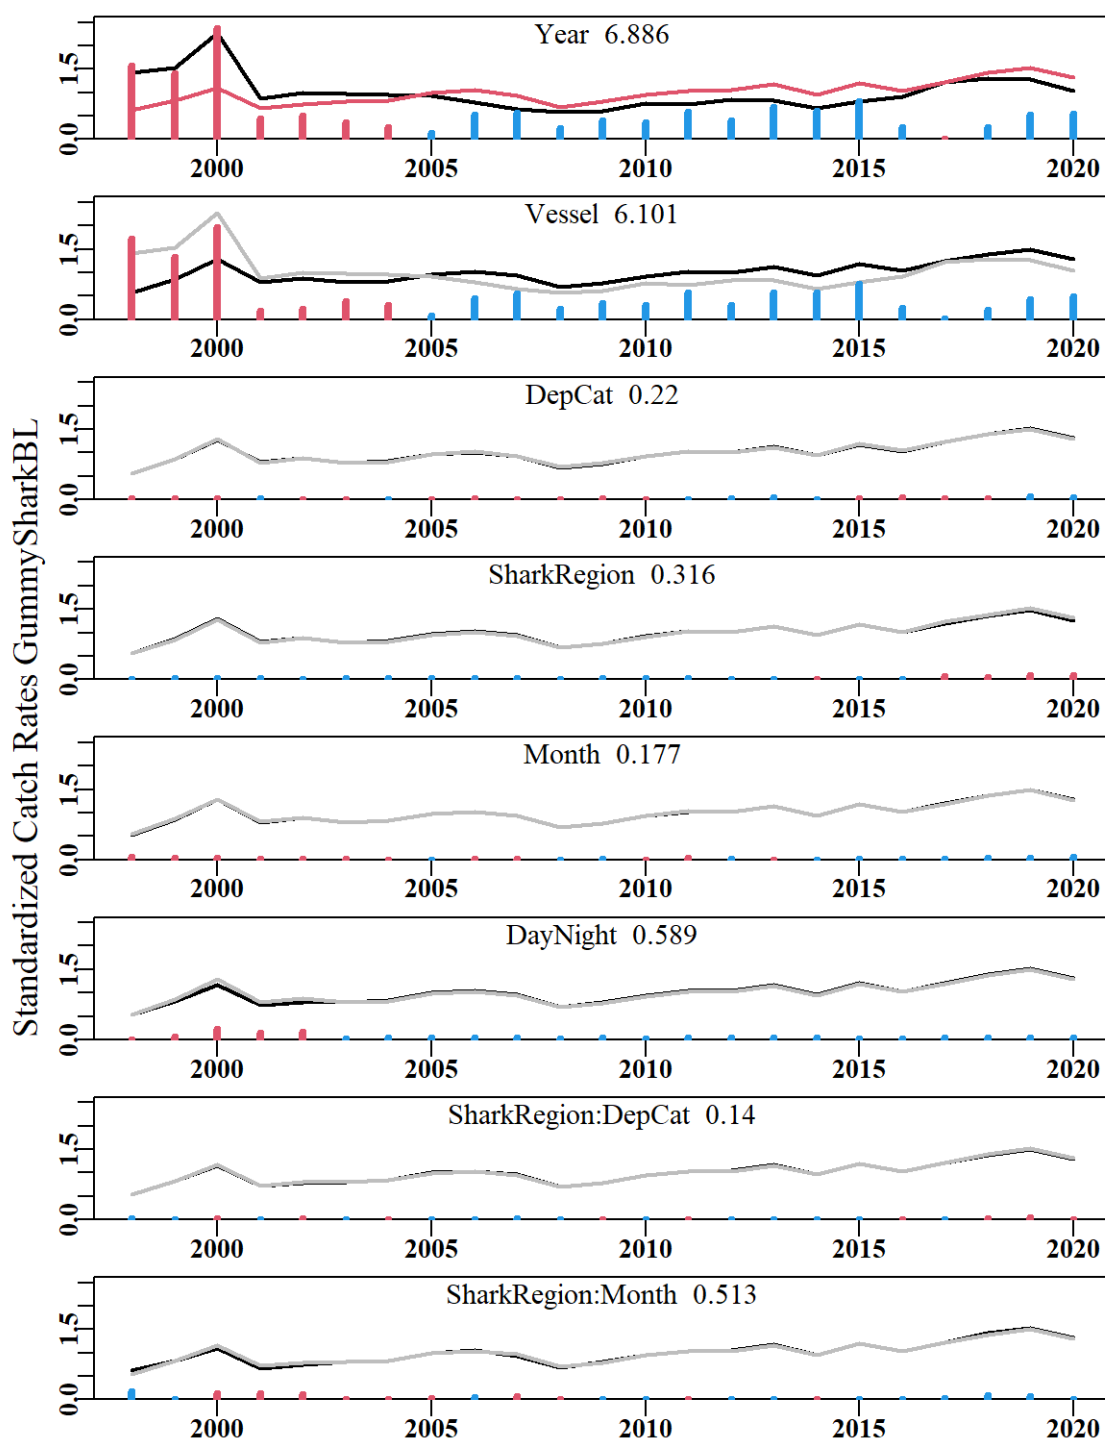 Standardized Catch Rates GummySharkBL
Year 6.886
1.5
0.0
2000 2005 2010 2015 2020
Vessel 6.101
1.5
0.0
2000 2005 2010 2015 2020
DepCat 0.22
1.5
0.0
2000 2005 2010 2015 2020
SharkRegion 0.316
1.5
0.0
2000 2005 2010 2015 2020
Month 0.177
1.5
0.0
2000 2005 2010 2015 2020
DayNight 0.589
1.5
0.0
2000 2005 2010 2015 2020
SharkRegion:DepCat 0.14
1.5
0.0
2000 2005 2010 2015 2020
SharkRegion:Month 0.513
1.5
0.0
2000 2005 2010 2015 2020